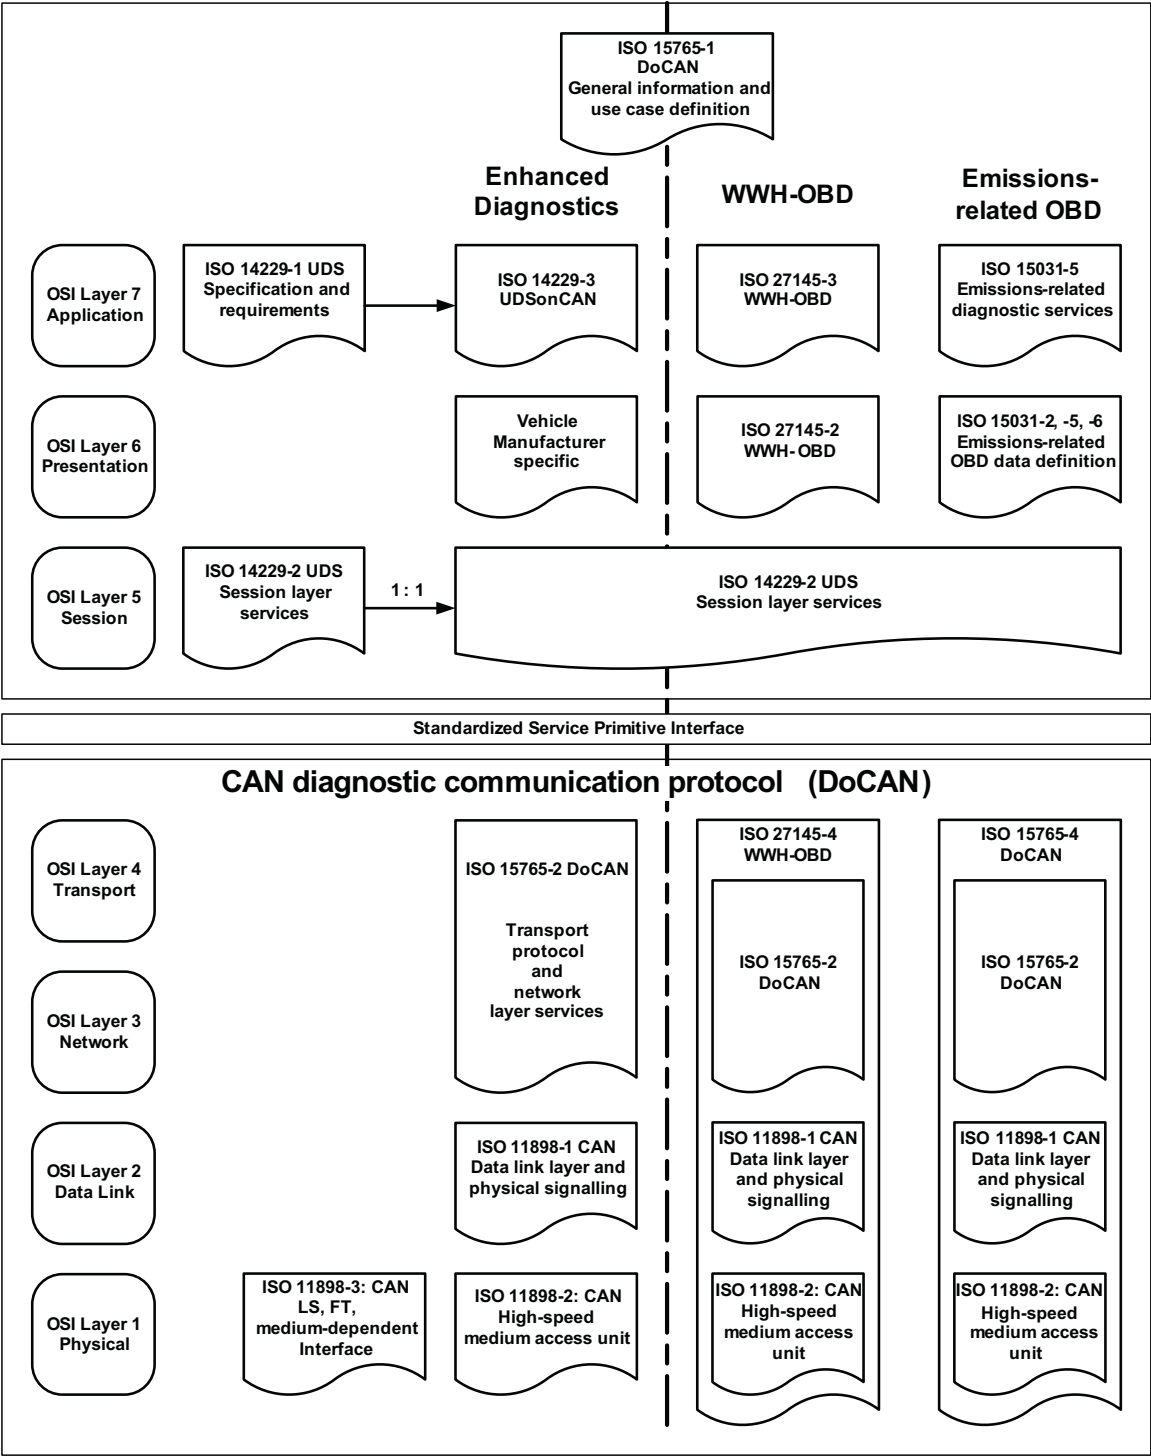 ISO 15765-1
DoCAN
General information and
use case definition
Enhanced
Diagnostics
WWH-OBD
Emissions-
related OBD
OSI Layer 7
Application
ISO 14229-1 UDS
Specification and
requirements
ISO 14229-3
UDSonCAN
ISO 27145-3
WWH-OBD
ISO 15031-5
Emissions-related
diagnostic services
OSI Layer 6
Presentation
Vehicle
Manufacturer
specific
ISO 27145-2
WWH- OBD
ISO 15031-2, -5, -6
Emissions-related
OBD data definition
OSI Layer 5
Session
ISO 14229-2 UDS
Session layer
services
1 : 1
ISO 14229-2 UDS
Session layer services
Standardized Service Primitive Interface
CAN diagnostic communication protocol (DoCAN)
OSI Layer 4
Transport
ISO 15765-2 DoCAN
Transport
protocol
and
network
layer services
ISO 27145-4
WWH-OBD
ISO 15765-2
DoCAN
ISO 15765-4
DoCAN
ISO 15765-2
DoCAN
OSI Layer 3
Network
OSI Layer 2
Data Link
ISO 11898-1 CAN
Data link layer and
physical signalling
ISO 11898-1 CAN
Data link layer
and physical
signalling
ISO 11898-1 CAN
Data link layer
and physical
signalling
OSI Layer 1
Physical
ISO 11898-3: CAN
LS, FT,
medium-dependent
Interface
ISO 11898-2: CAN
High-speed
medium access unit
ISO 11898-2: CAN
High-speed
medium access
unit
ISO 11898-2: CAN
High-speed
medium access
unit